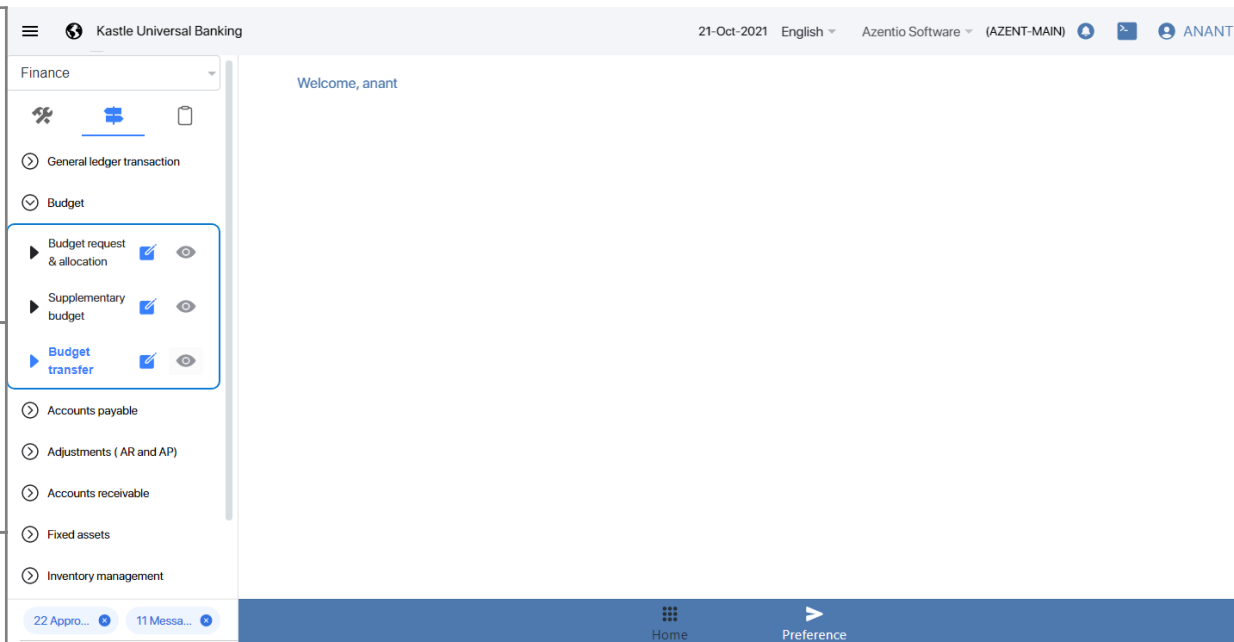 Kastle Universal Banking
21-Oct-2021 English Azentio Software (AZENT-MAIN) ANANT
Finance
Welcome, anant
General ledger transaction
Budget
Budget request
& allocation
Supplementary
budget
Budget
transfer
Accounts payable
Adjustments ( AR and AP)
Accounts receivable
Fixed assets
Inventory management
22 Appro... 11 Messa...
Home Preference